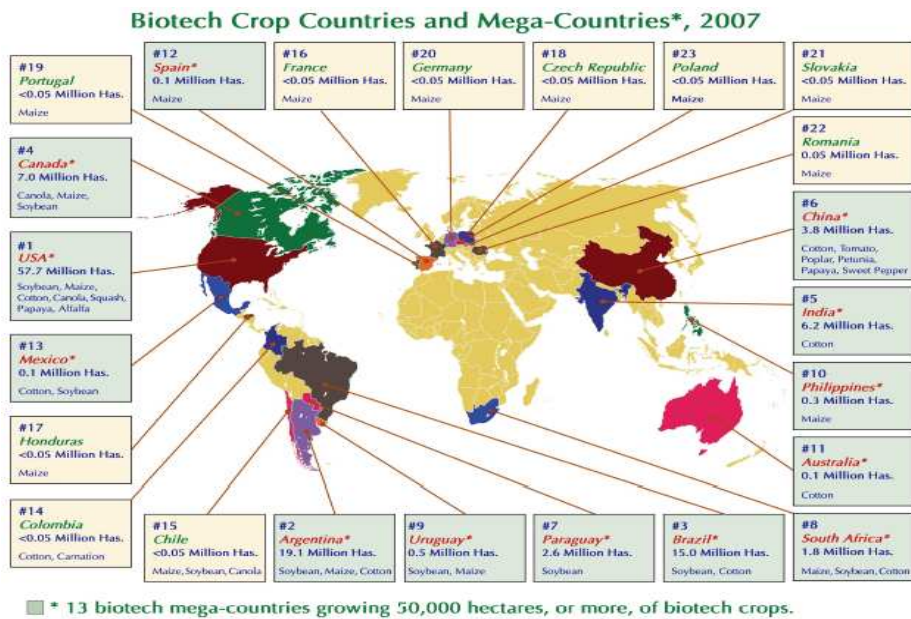 Biotech Crop Countries and Mega-Countries*, 2007
#19
Portugal
<0.05 Million Has.
Maize
#12
Spain*
0.1 Million Has.
Maize
#16
France
<0.05 Million Has.
Maize
#20
Germany
<0.05 Million Has.
Maize
#18
Czech Republic
<0.05 Million Has.
Maize
#23
Poland
<0.05 Million Has.
Maize
#21
Slovakia
<0.05 Million Has.
Maize
#22
Romania
0.05 Million Has.
Maize
#4
Canada*
7.0 Million Has.
Canola, Maize,
Soybean
#6
China*
3.8 Million Has.
Cotton, Tomato,
Poplar, Petunia,
Papaya, Sweet Pepper
#1
USA*
57.7 Million Has.
Soybean, Maize,
Cotton, Canola, Squash,
Papaya, Alfalfa
#5
India*
6.2 Million Has.
Cotton
#13
Mexico*
0.1 Million Has.
Cotton, Soybean
#10
Philippines*
0.3 Million Has.
Maize
#17
Honduras
<0.05 Million Has.
Maize
#11
Australia*
0.1 Million Has.
Cotton
#14
Colombia
<0.05 Million Has.
Cotton, Carnation
#15
Chile
<0.05 Million Has.
Maize, Soybean, Canola
#2
Argentina*
19.1 Million Has.
Soybean, Maize, Cotton
#9
Uruguay*
0.5 Million Has.
Soybean, Maize
#7
Paraguay*
2.6 Million Has.
Soybean
#3
Brazil*
15.0 Million Has.
Soybean, Cotton
#8
South Africa*
1.8 Million Has.
Maize, Soybean, Cotton
* 13 biotech mega-countries growing 50,000 hectares, or more, of biotech crops.